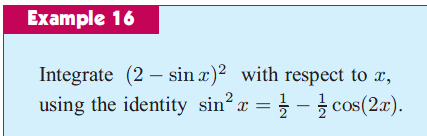 Example 16
Integrate (2 − sin x)² with respect to x,
using the identity sin² x = ½ − ½ cos(2x).